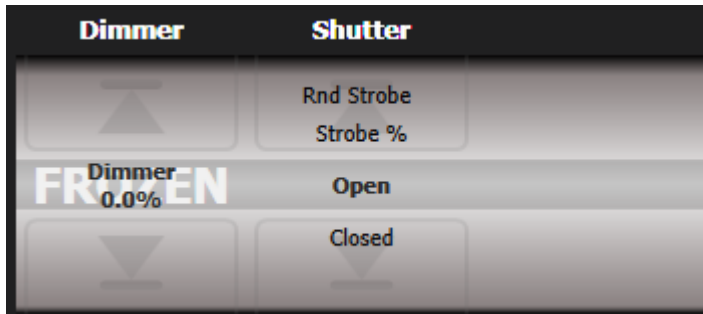 Dimmer Shutter
Rnd Strobe
Strobe %
FROZEN
Dimmer
0.0%
Open
Closed